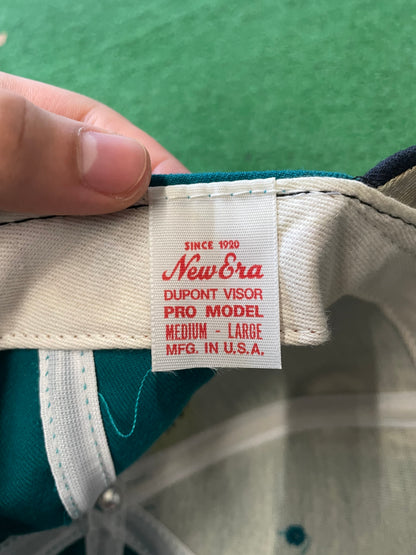 SINCE 1920
New Era
DUPONT VISOR
PRO MODEL
MEDIUM - LARGE
MFG. IN U.S.A.